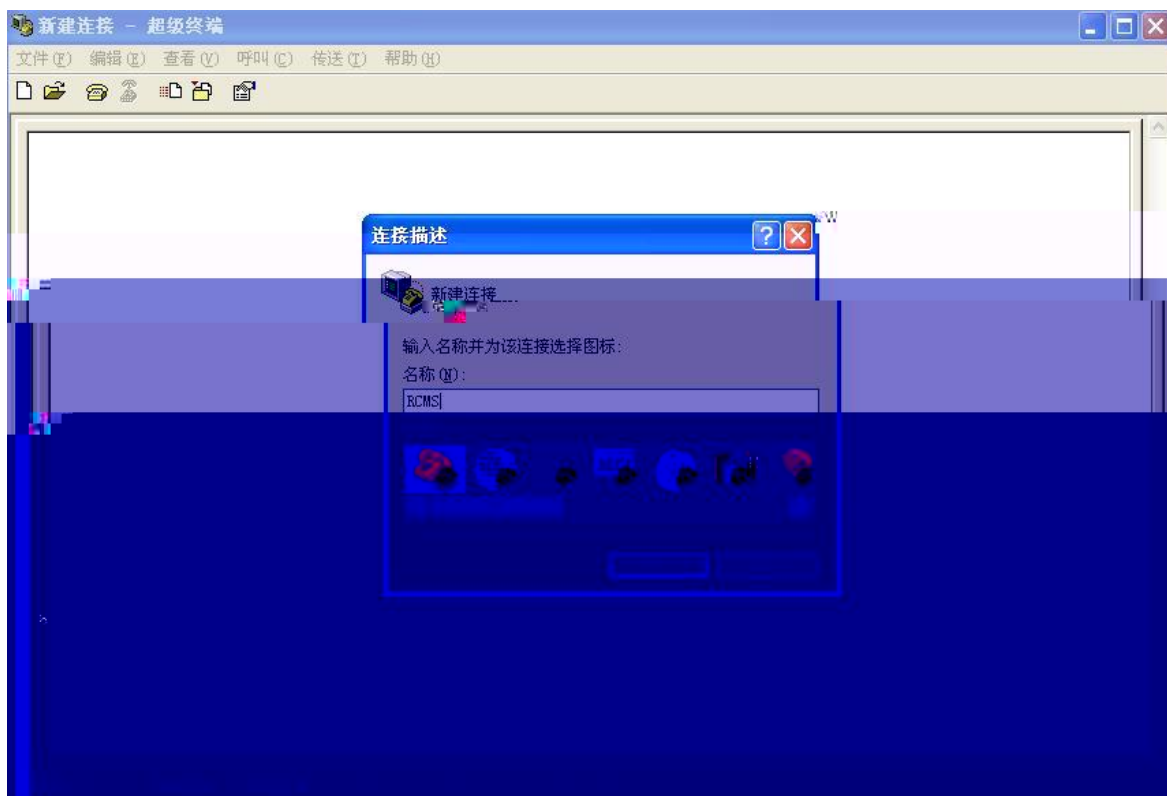 新建连接 - 超级终端
文件(F) 编辑(E) 查看(V) 呼叫(C) 传送(T) 帮助(H)
连接描述
新建连接
输入名称并为该连接选择图标:
名称(N):
RCMS